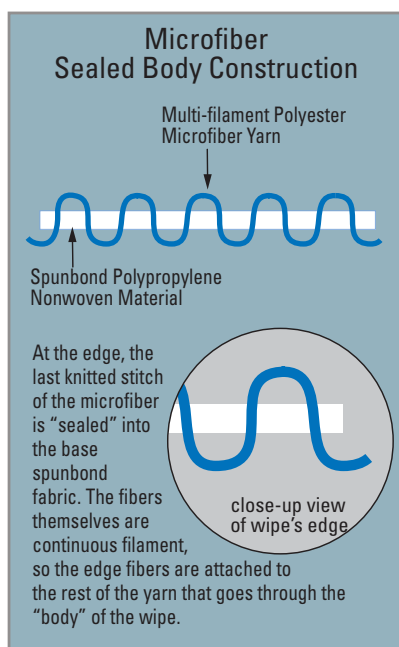 Microfiber
Sealed Body Construction
Multi-filament Polyester
Microfiber Yarn
Spunbond Polypropylene
Nonwoven Material
At the edge, the
last knitted stitch
of the microfiber
is “sealed” into
the base
spunbond
fabric. The fibers
themselves are
continuous filament,
so the edge fibers are attached to
the rest of the yarn that goes through the
“body” of the wipe.
close-up view
of wipe’s edge